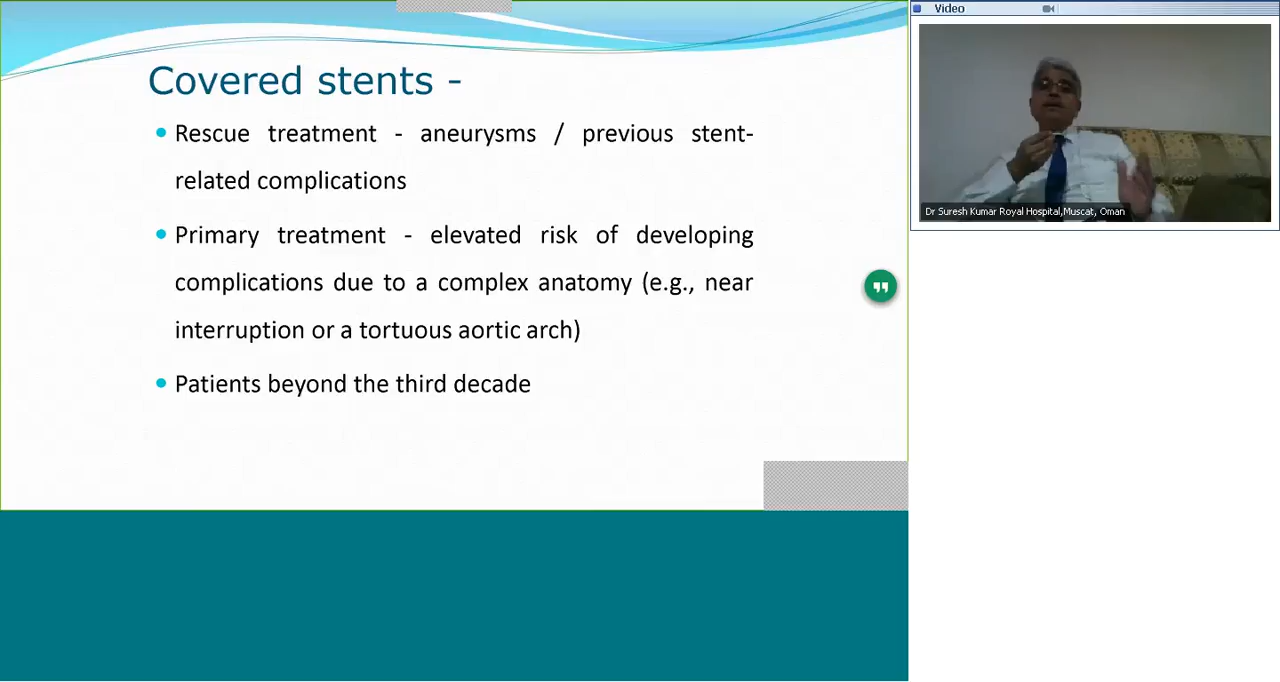 Covered stents -
Rescue treatment - aneurysms / previous stent-
related complications
Primary treatment - elevated risk of developing
complications due to a complex anatomy (e.g., near
interruption or a tortuous aortic arch)
Patients beyond the third decade
Video
Dr Suresh Kumar Royal Hospital,Muscat, Oman